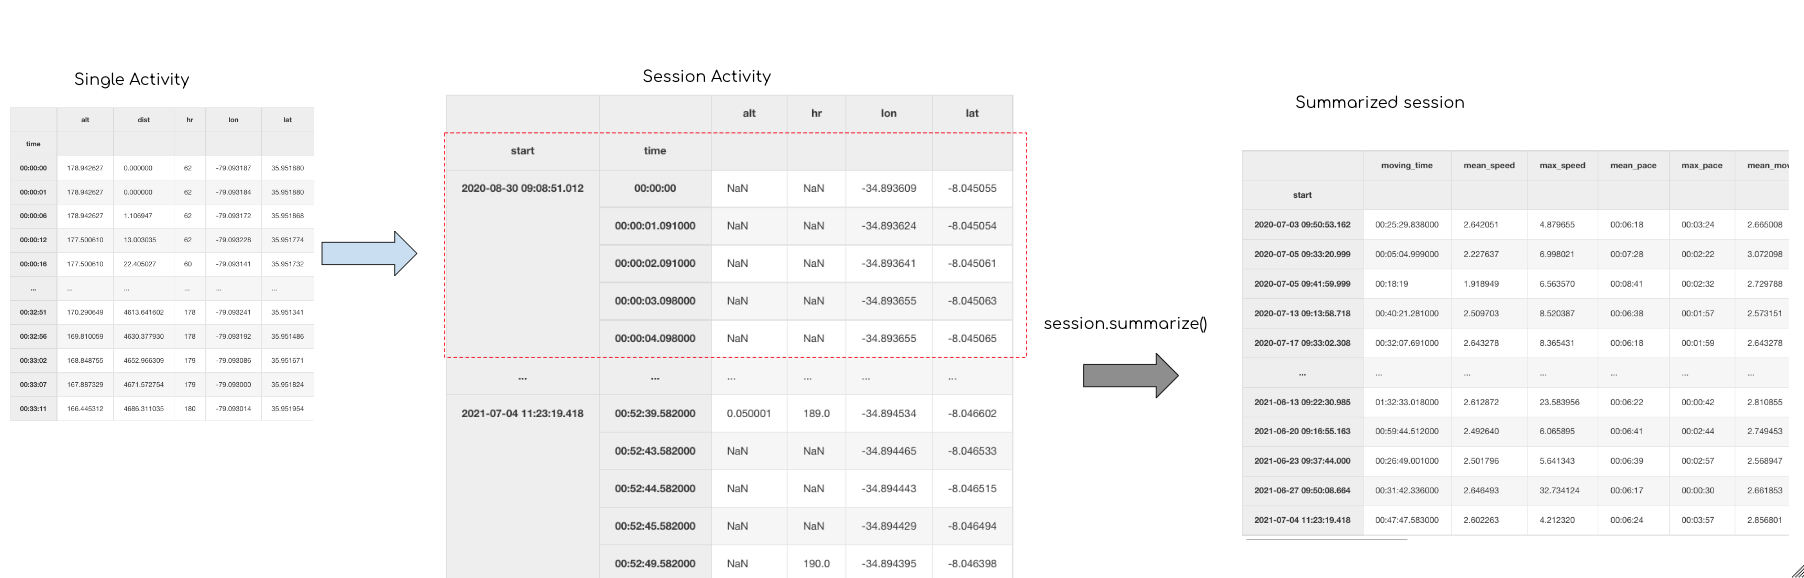 Single Activity
alt dist hr lon lat
time
00:00:00 178.942627 0.000000 62 -79.093187 35.951880
00:00:01 178.942627 0.000000 62 -79.093184 35.951880
00:00:06 178.942627 1.106947 62 -79.093172 35.951868
00:00:12 177.500610 13.003035 62 -79.093228 35.951774
00:00:16 177.500610 22.405027 60 -79.093141 35.951732
... ... ... ... ... ...
00:32:51 170.290649 4613.641602 178 -79.093241 35.951341
00:32:56 169.810059 4630.377930 178 -79.093192 35.951486
00:33:02 168.848755 4652.966309 179 -79.093086 35.951671
00:33:07 167.887329 4671.572754 179 -79.093000 35.951824
00:33:11 166.445312 4686.311035 180 -79.093014 35.951954
Session Activity
alt hr lon lat
start time
2020-08-30 09:08:51.012 00:00:00 NaN NaN -34.893609 -8.045055
00:00:01.091000 NaN NaN -34.893624 -8.045054
00:00:02.091000 NaN NaN -34.893641 -8.045061
00:00:03.098000 NaN NaN -34.893655 -8.045063
00:00:04.098000 NaN NaN -34.893655 -8.045065
... ... ... ... ... ...
2021-07-04 11:23:19.418 00:52:39.582000 0.050001 189.0 -34.894534 -8.046602
00:52:43.582000 NaN NaN -34.894465 -8.046533
00:52:44.582000 NaN NaN -34.894443 -8.046515
00:52:45.582000 NaN NaN -34.894429 -8.046494
00:52:49.582000 NaN 190.0 -34.894395 -8.046398
session.summarize()
Summarized session
moving_time mean_speed max_speed mean_pace max_pace mean_mov
start
2020-07-03 09:50:53.162 00:25:29.838000 2.642051 4.879655 00:06:18 00:03:24 2.665008
2020-07-05 09:33:20.999 00:05:04.999000 2.227637 6.998021 00:07:28 00:02:22 3.072098
2020-07-05 09:41:59.999 00:18:19 1.918949 6.563570 00:08:41 00:02:32 2.729788
2020-07-13 09:13:58.718 00:40:21.281000 2.509703 8.520387 00:06:38 00:01:57 2.573151
2020-07-17 09:33:02.308 00:32:07.691000 2.643278 8.365431 00:06:18 00:01:59 2.643278
... ... ... ... ... ... ...
2021-06-13 09:22:30.985 01:32:33.018000 2.612872 23.583956 00:06:22 00:00:42 2.810855
2021-06-20 09:16:55.163 00:59:44.512000 2.492640 6.065895 00:06:41 00:02:44 2.749453
2021-06-23 09:37:44.000 00:26:49.001000 2.501796 5.641343 00:06:39 00:02:57 2.568947
2021-06-27 09:50:08.664 00:31:42.336000 2.646493 32.734124 00:06:17 00:00:30 2.661853
2021-07-04 11:23:19.418 00:47:47.583000 2.602263 4.212320 00:06:24 00:03:57 2.856801